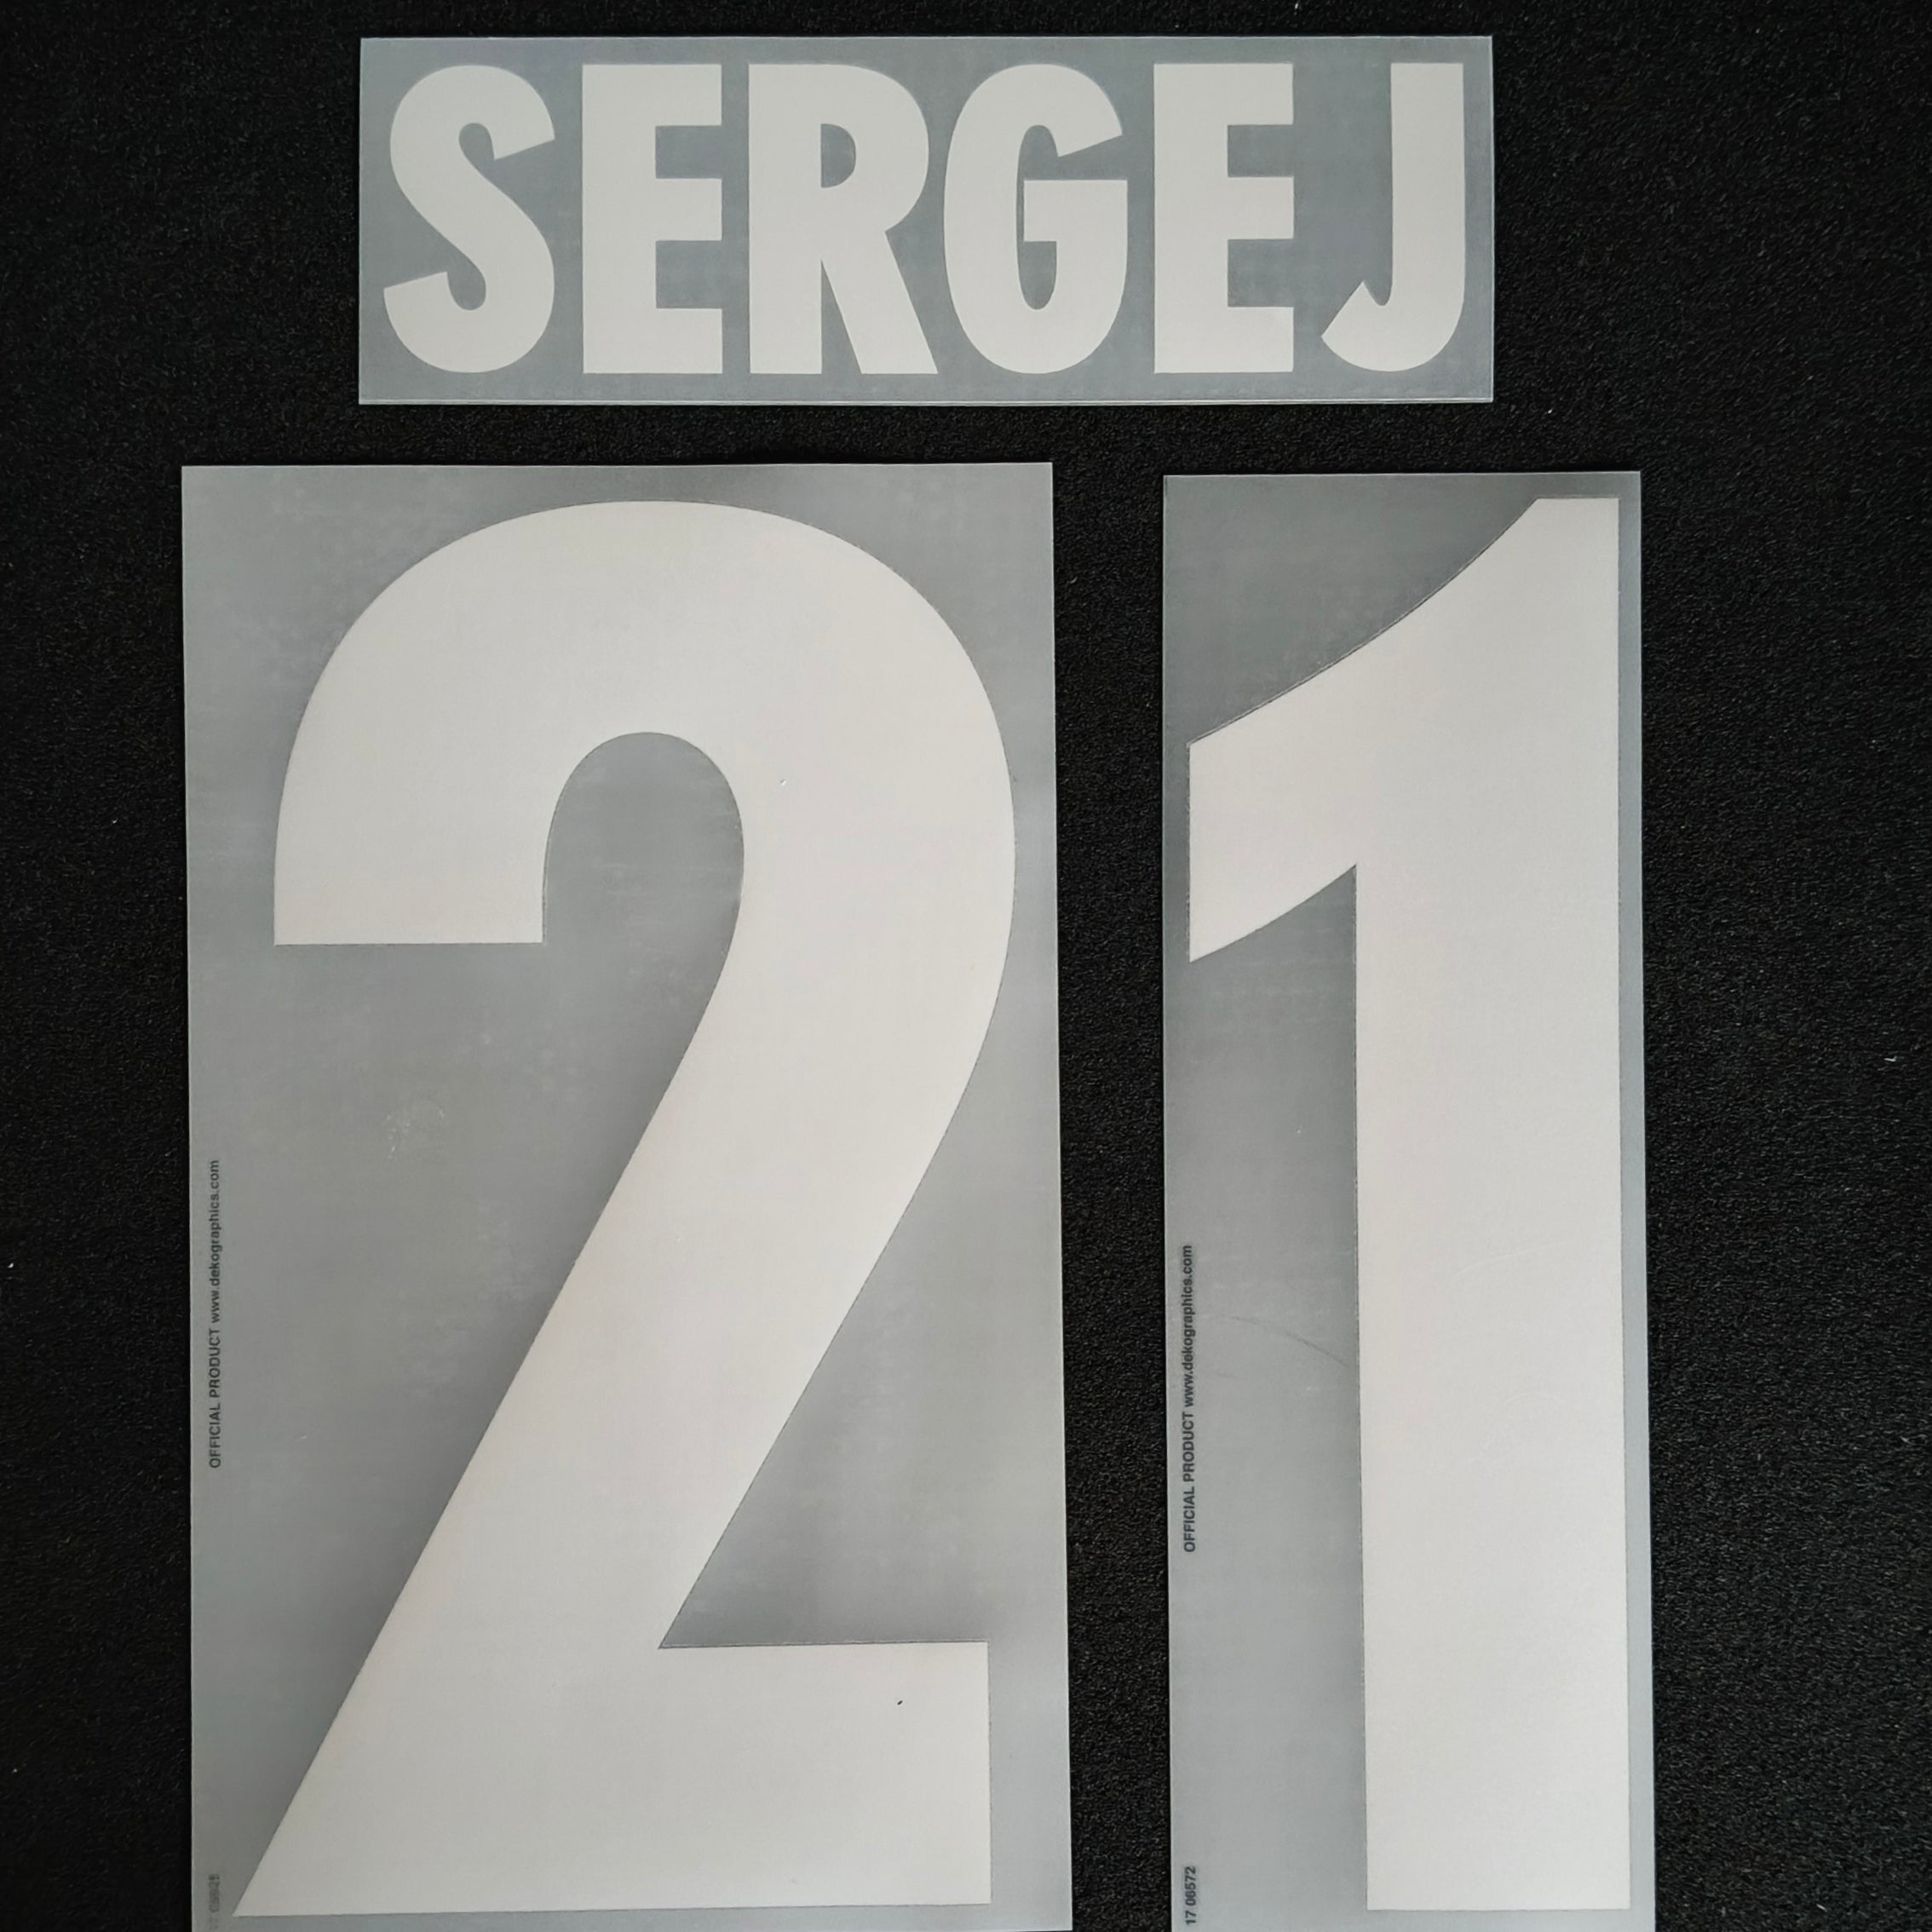 SERGEJ
21
OFFICIAL PRODUCT www.dekographics.com
OFFICIAL PRODUCT www.dekographics.com
17 06572